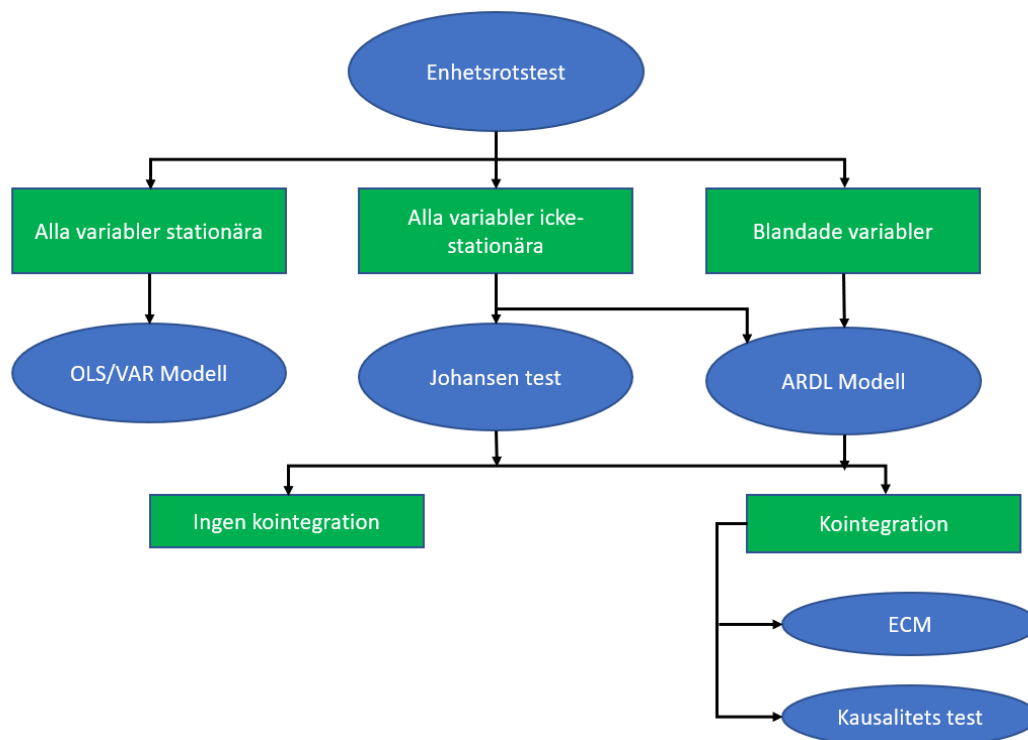 Enhetsrotstest
Alla variabler stationära
Alla variabler icke-
stationära
Blandade variabler
OLS/VAR Modell
Johansen test
ARDL Modell
Ingen kointegration
Kointegration
ECM
Kausalitets test